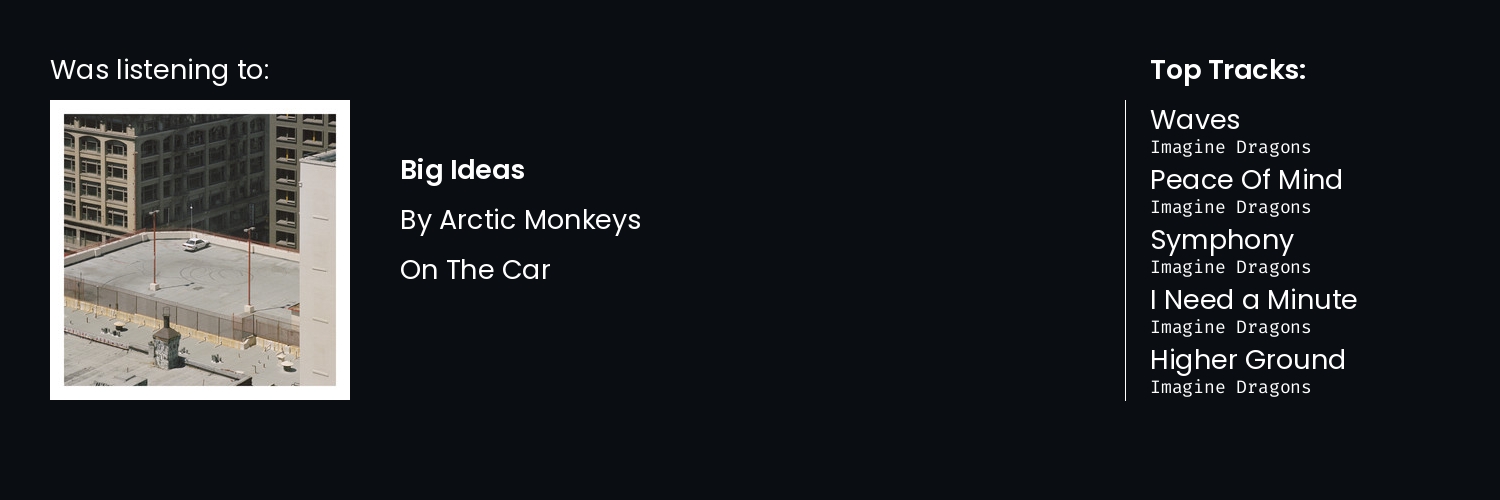 Was listening to:
Big Ideas
By Arctic Monkeys
On The Car
Top Tracks:
Waves
Imagine Dragons
Peace Of Mind
Imagine Dragons
Symphony
Imagine Dragons
I Need a Minute
Imagine Dragons
Higher Ground
Imagine Dragons